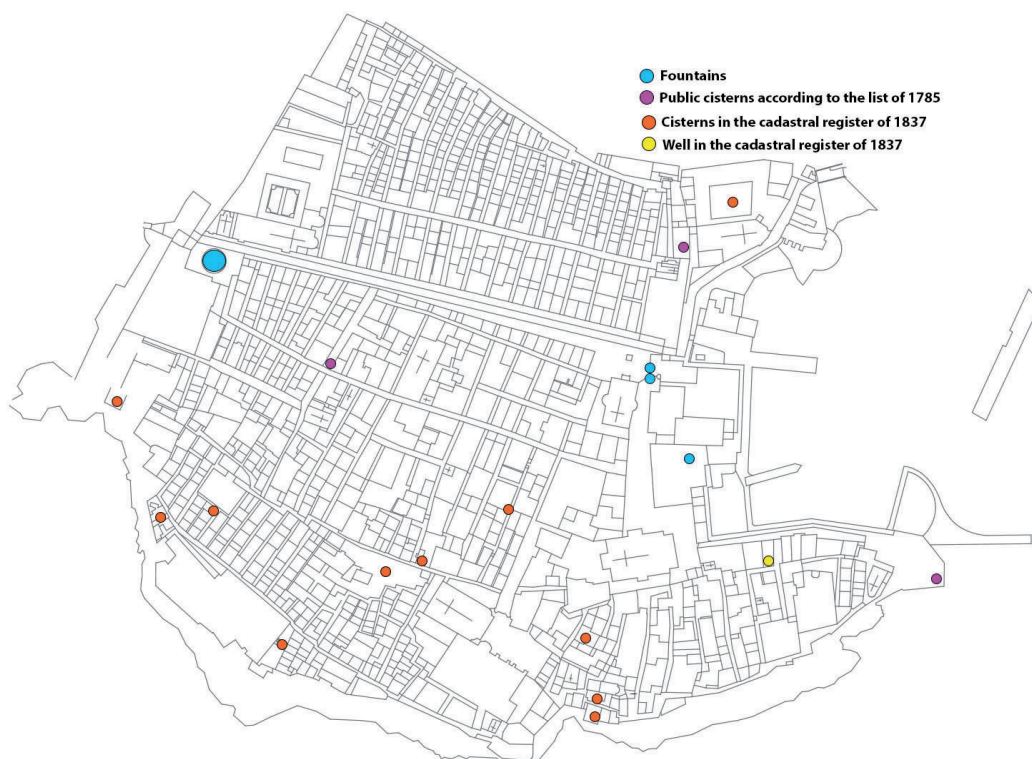 Fountains
Public cisterns according to the list of 1785
Cisterns in the cadastral register of 1837
Well in the cadastral register of 1837